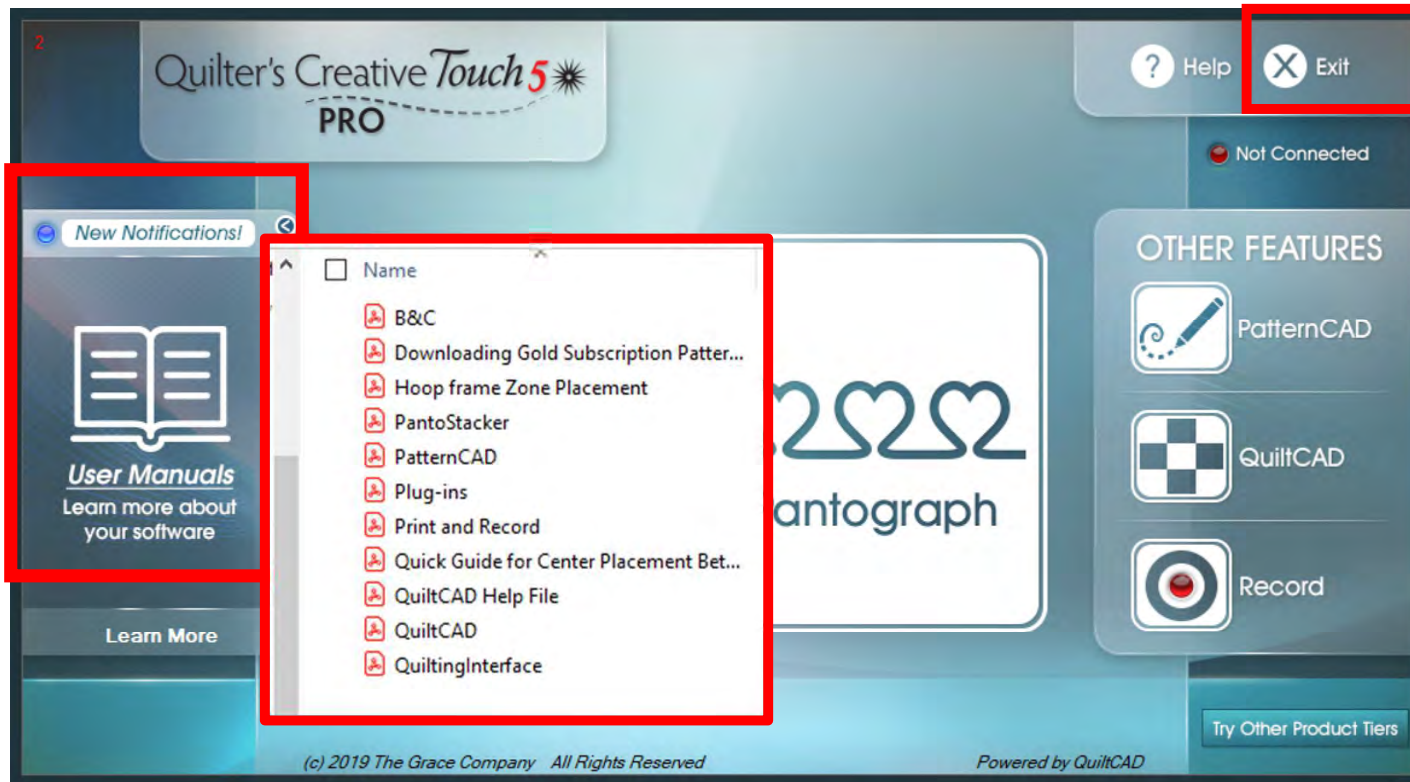 2
Quilter's Creative Touch 5
PRO
Help
Exit
Not Connected
New Notifications!
User Manuals
Learn more about
your software
Learn More
Name
B&C
Downloading Gold Subscription Patter...
Hoop frame Zone Placement
PantoStacker
PatternCAD
Plug-ins
Print and Record
Quick Guide for Center Placement Bet...
QuiltCAD Help File
QuiltCAD
QuiltingInterface
antograph
OTHER FEATURES
PatternCAD
QuiltCAD
Record
Try Other Product Tiers
(c) 2019 The Grace Company All Rights Reserved
Powered by QuiltCAD